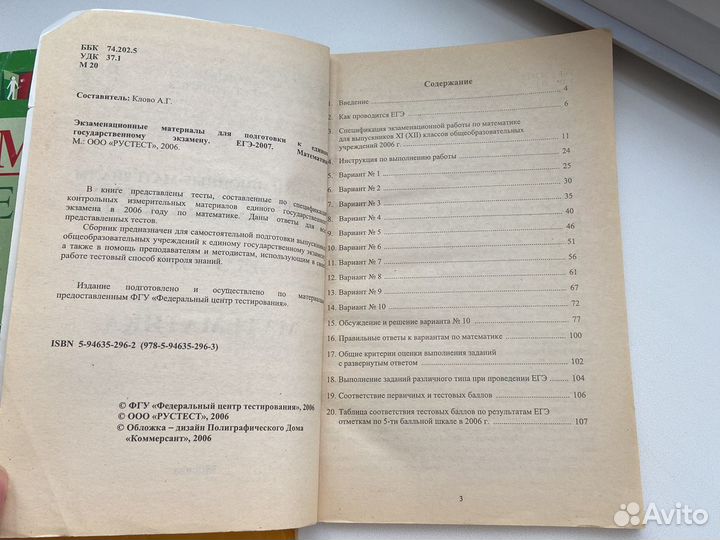 ББК 74.202.5
УДК 37.1
М 20
Составитель: Клово А.Г.
Экзаменационные материалы для подготовки к
государственному экзамену. ЕГЭ-2007. Математика
М.: ООО «РУСТЕСТ», 2006.
В книге представлены тесты, составленные по
контрольных измерительных материалов единого
экзамена в 2006 году по математике. Даны ответы для
представленных тестов.
Сборник предназначен для самостоятельной подготовки
общеобразовательных учреждений к единому государственному
а также в помощь преподавателям и методистам, использующим в
работе тестовый способ контроля знаний.
Издание подготовлено и осуществлено по
предоставленным ФГУ «Федеральный центр тестирования».
ISBN 5-94635-296-2 (978-5-94635-296-3)
© ФГУ «Федеральный центр тестирования», 2006
© ООО «РУСТЕСТ», 2006
© Обложка – дизайн Полиграфического Дома
«Коммерсант», 2006
Содержание
1. Введение 4
2. Как проводится ЕГЭ 6
3. Спецификация экзаменационной работы по математике
для выпускников XI (XII) классов общеобразовательных
учреждений 2006 г. 11
4. Инструкция по выполнению работы 24
5. Вариант № 1 25
6. Вариант № 2 30
7. Вариант № 3 35
8. Вариант № 4 40
9. Вариант № 5 46
10. Вариант № 6 51
11. Вариант № 7 56
12. Вариант № 8 61
13. Вариант № 9 67
14. Вариант № 10 72
15. Обсуждение и решение варианта № 10 77
16. Правильные ответы к вариантам по математике 100
17. Общие критерии оценки выполнения заданий
с развернутым ответом 102
18. Выполнение заданий различного типа при проведении ЕГЭ 104
19. Соответствие первичных и тестовых баллов 106
20. Таблица соответствия тестовых баллов по результатам ЕГЭ
отметкам по 5-ти балльной шкале в 2006 г. 107
3
Avito